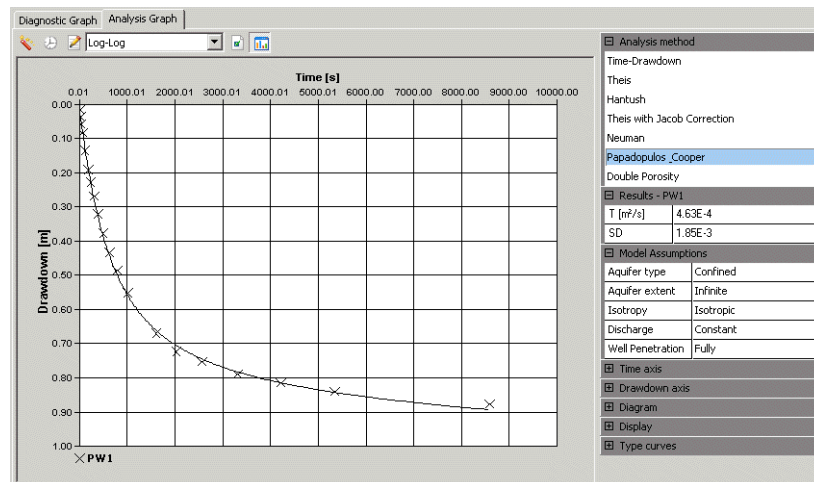 Diagnostic Graph Analysis Graph
Log-Log
Time [s]
0.01 1000.01 2000.01 3000.01 4000.01 5000.00 6000.00 7000.00 8000.00 9000.00 10000.00
Drawdown [m]
0.00
0.10
0.20
0.30
0.40
0.50
0.60
0.70
0.80
0.90
1.00
PW1
Analysis method
Time-Drawdown
Theis
Hantush
Theis with Jacob Correction
Neuman
Papadopulos _Cooper
Double Porosity
Results - PW1
T [m²/s] 4.63E-4
SD 1.85E-3
Model Assumptions
Aquifer type Confined
Aquifer extent Infinite
Isotropy Isotropic
Discharge Constant
Well Penetration Fully
Time axis
Drawdown axis
Diagram
Display
Type curves